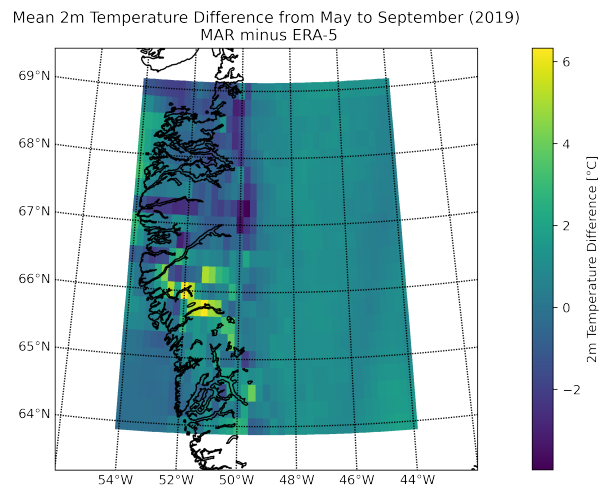 Mean 2m Temperature Difference from May to September (2019)
MAR minus ERA-5
69°N
68°N
67°N
66°N
65°N
64°N
54°W 52°W 50°W 48°W 46°W 44°W
6
4
2
0
−2
2m Temperature Difference [°C]